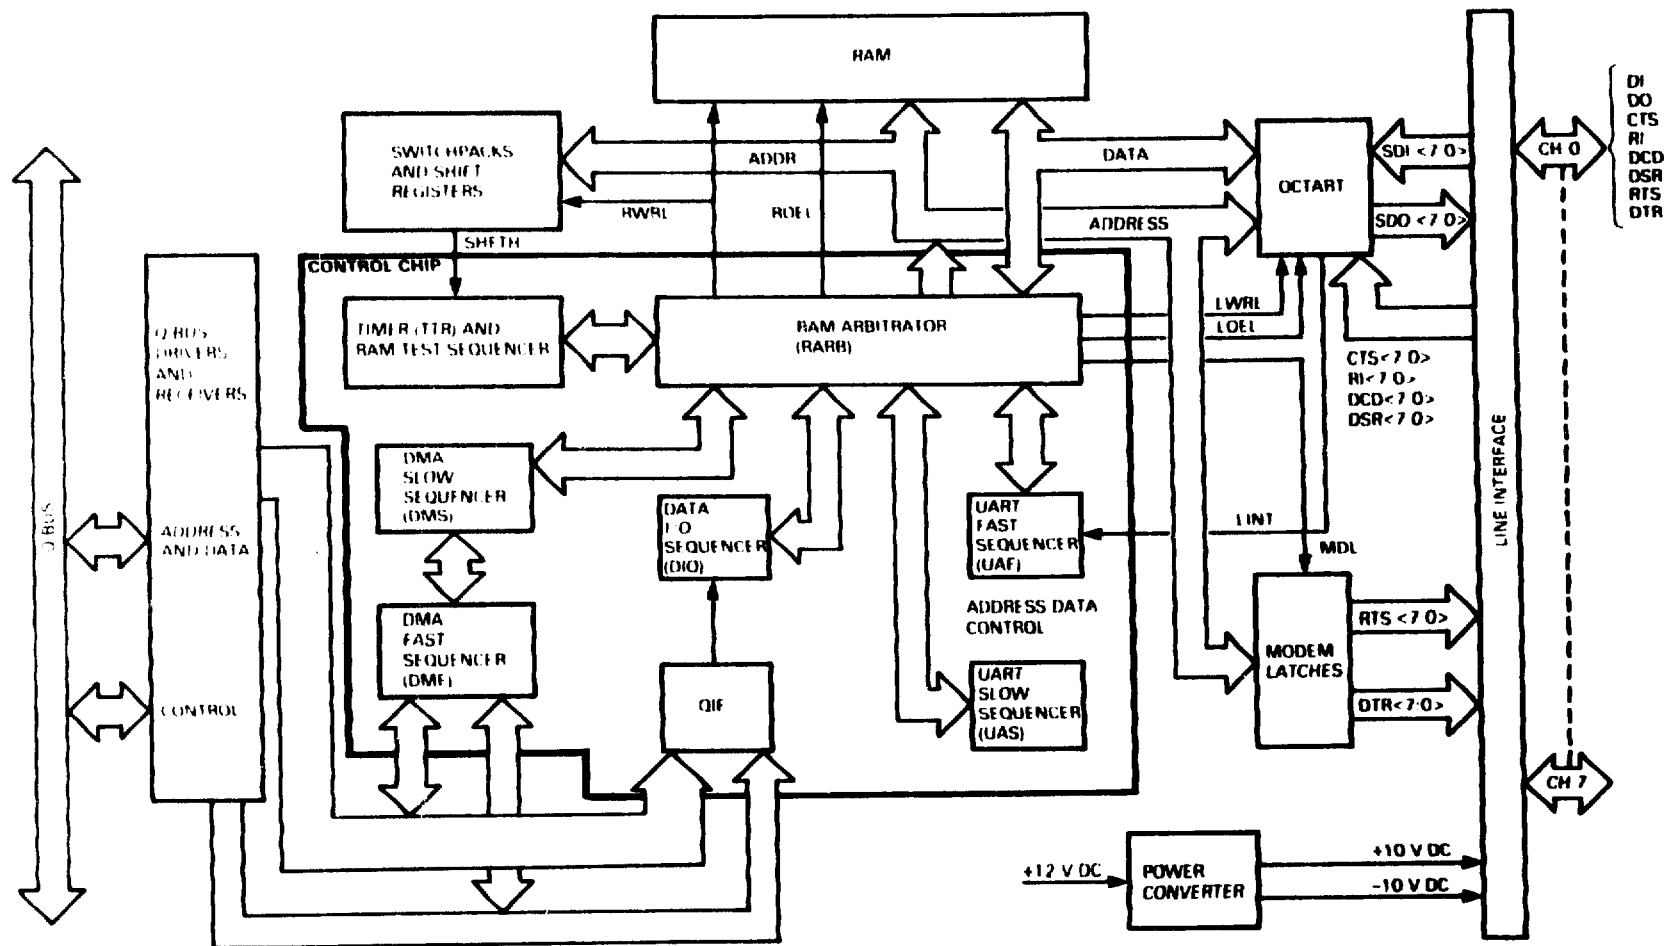 RAM
SWITCHPACKS
AND SHIFT
REGISTERS
ADDR
DATA
RWRL
ROEL
SHFTH
ADDRESS
OCTART
SDI <7 0>
SDO <7 0>
CH 0
DI
DO
CTS
RI
DCD
DSR
RTS
DTR
CONTROL CHIP
TIMER (TTR) AND
RAM TEST SEQUENCER
RAM ARBITRATOR
(RARB)
LWRL
LOEL
CTS<7 0>
RI<7 0>
DCD<7 0>
DSR<7 0>
Q BUS
DRIVERS
AND
RECEIVERS
ADDRESS
AND DATA
CONTROL
Q BUS
DMA
SLOW
SEQUENCER
(DMS)
DATA
I/O
SEQUENCER
(DIO)
UART
FAST
SEQUENCER
(UAF)
LINT
MDL
LINE INTERFACE
DMA
FAST
SEQUENCER
(DMF)
QIF
ADDRESS DATA
CONTROL
UART
SLOW
SEQUENCER
(UAS)
MODEM
LATCHES
RTS <7 0>
DTR<7:0>
CH 7
+12 V DC
POWER
CONVERTER
+10 V DC
-10 V DC